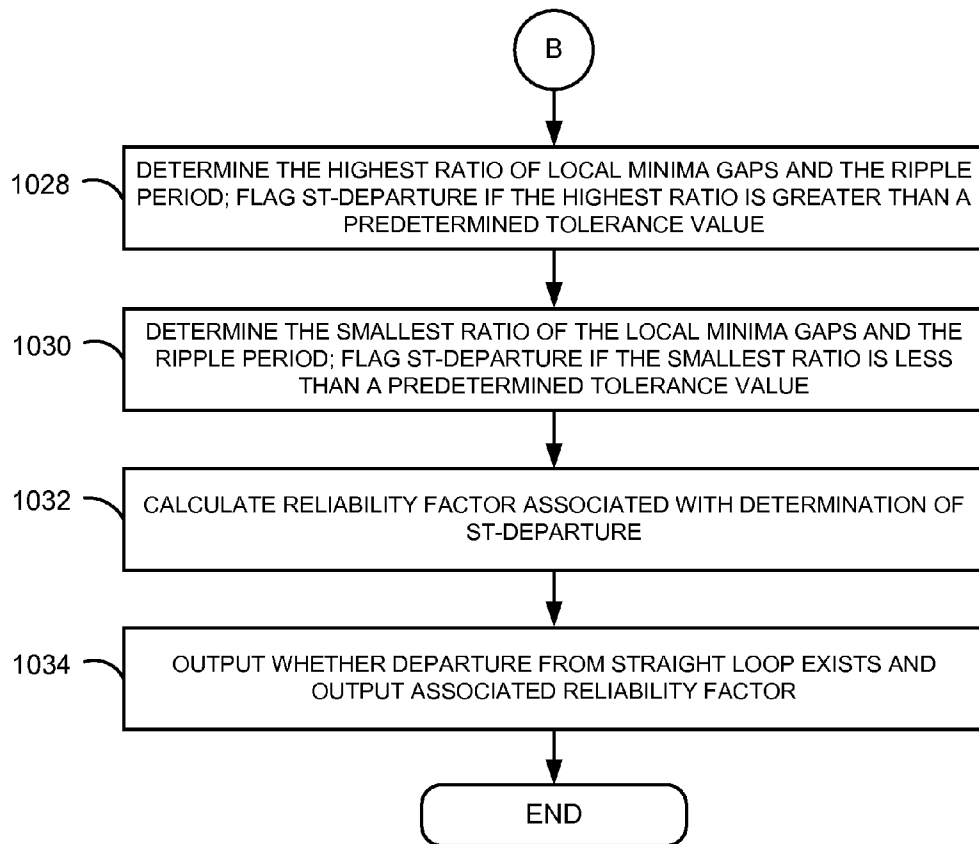 B
1028
DETERMINE THE HIGHEST RATIO OF LOCAL MINIMA GAPS AND THE RIPPLE
PERIOD; FLAG ST-DEPARTURE IF THE HIGHEST RATIO IS GREATER THAN A
PREDETERMINED TOLERANCE VALUE
1030
DETERMINE THE SMALLEST RATIO OF THE LOCAL MINIMA GAPS AND THE
RIPPLE PERIOD; FLAG ST-DEPARTURE IF THE SMALLEST RATIO IS LESS
THAN A PREDETERMINED TOLERANCE VALUE
1032
CALCULATE RELIABILITY FACTOR ASSOCIATED WITH DETERMINATION OF
ST-DEPARTURE
1034
OUTPUT WHETHER DEPARTURE FROM STRAIGHT LOOP EXISTS AND
OUTPUT ASSOCIATED RELIABILITY FACTOR
END